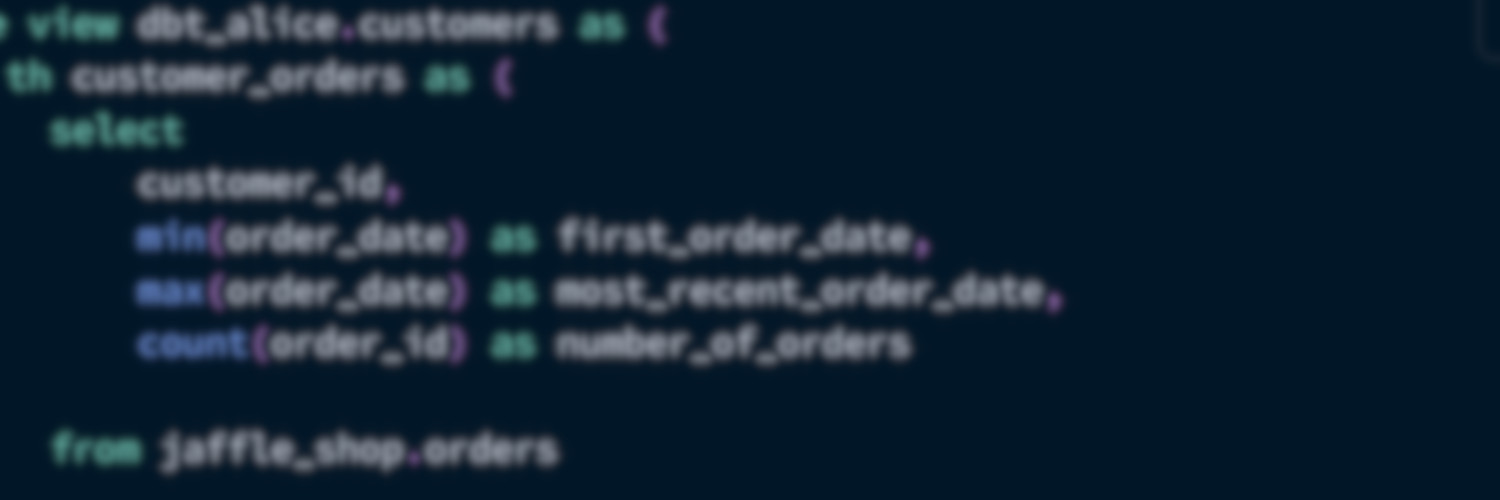 e view dbt_alice.customers as (
th customer_orders as (
select
customer_id,
min(order_date) as first_order_date,
max(order_date) as most_recent_order_date,
count(order_id) as number_of_orders
from jaffle_shop.orders